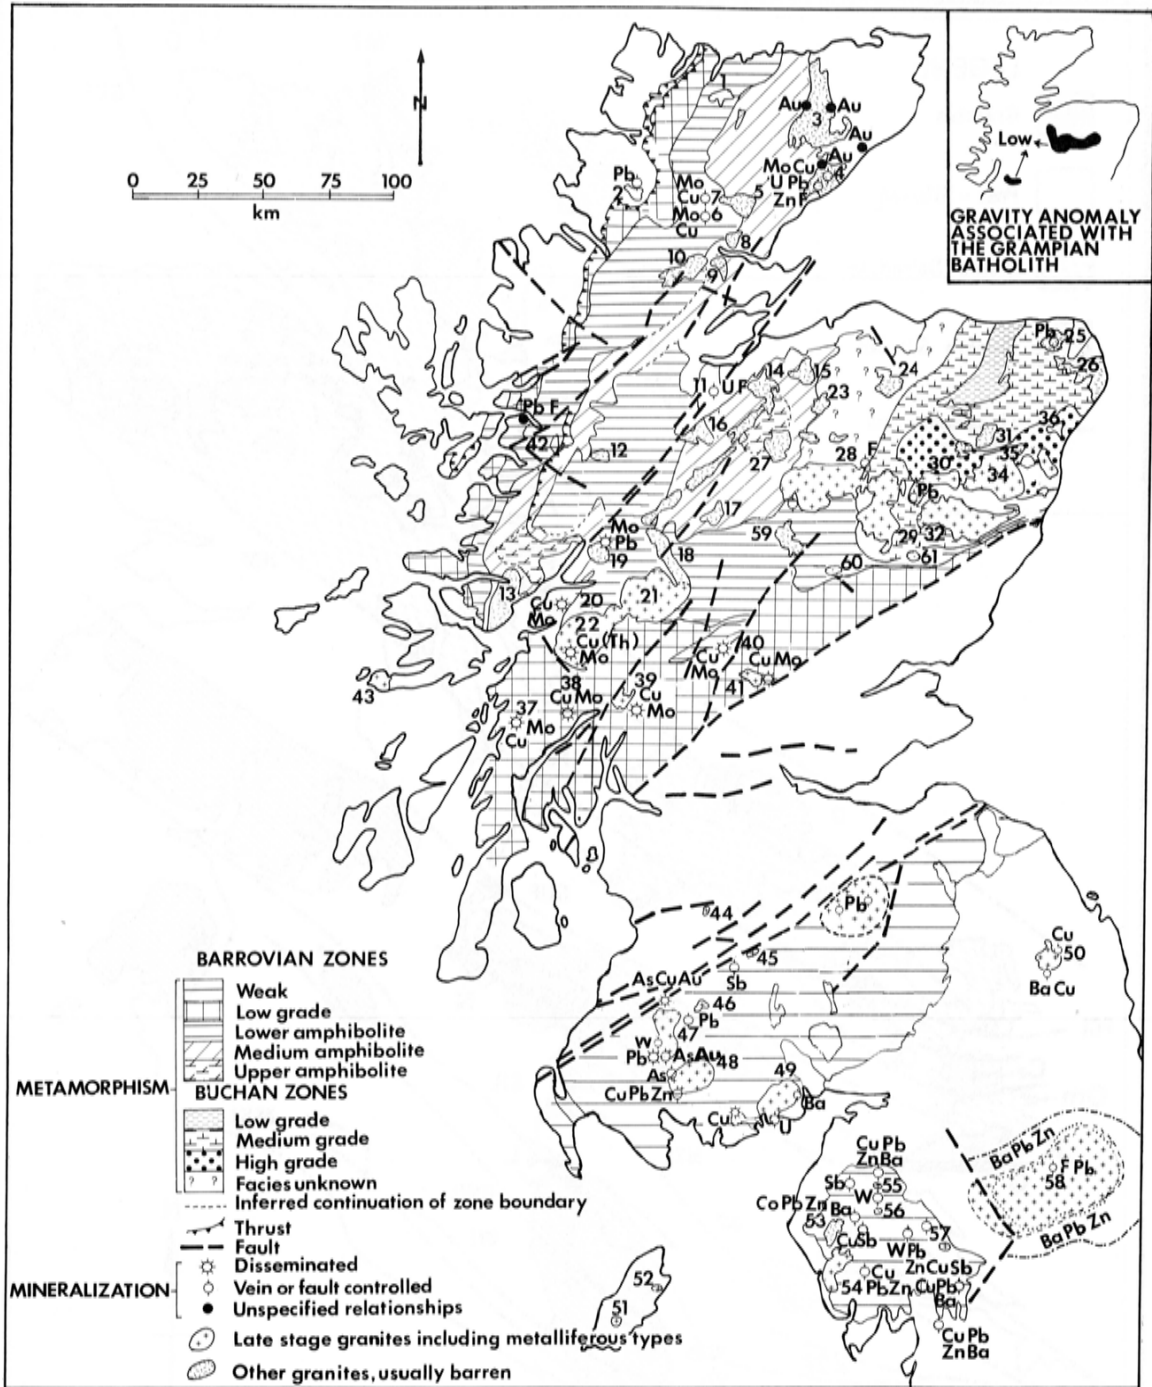 N
0 25 50 75 100
km
Low
GRAVITY ANOMALY
ASSOCIATED WITH
THE GRAMPIAN
BATHOLITH
1
Au Au
3
Au
Mo Cu Au
U Pb 4
Zn F
Pb
2
Mo
Cu 7
Mo 6
Cu
5
8
10
9
Pb 25
26
11 U F
14
15
23
24
16
Pb F
42
12
27
28 F
36
31
35
30
34
Pb
17
59
29 32
61
60
Mo
Pb
19
18
13
20
21
Cu
Mo
22
Cu (Th)
Mo
40
Cu
Mo
Cu Mo
41
43
38
Cu Mo
39
Cu
Mo
37
Mo
Cu
Pb
44
45
Sb
As Cu Au
46
Pb
47
W
Pb As Au
48
As
Cu Pb Zn
49
Ba
Cu U
Cu
50
Ba Cu
BARROVIAN ZONES
Weak
Low grade
Lower amphibolite
Medium amphibolite
Upper amphibolite
METAMORPHISM
BUCHAN ZONES
Low grade
Medium grade
High grade
? ? Facies unknown
Inferred continuation of zone boundary
Thrust
Fault
Disseminated
MINERALIZATION
Vein or fault controlled
Unspecified relationships
Late stage granites including metalliferous types
Other granites, usually barren
52
51
Cu Pb
Zn Ba
Sb
55
W
56
Co Pb Zn
Ba
53
Cu Sb
57
W Pb
Zn Cu Sb
Cu
54 Pb Zn
Cu Pb
Ba
Cu Pb
Zn Ba
Ba Pb Zn
F Pb
58
Ba Pb Zn